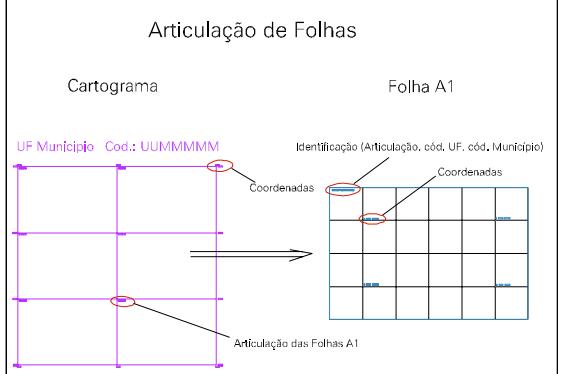 Articulação de Folhas
Cartograma
Folha A1
UF Municipio Cod.: UUMMMMM
Identificação (Articulação, cód. UF, cód. Município)
Coordenadas
Coordenadas
Articulação das Folhas A1